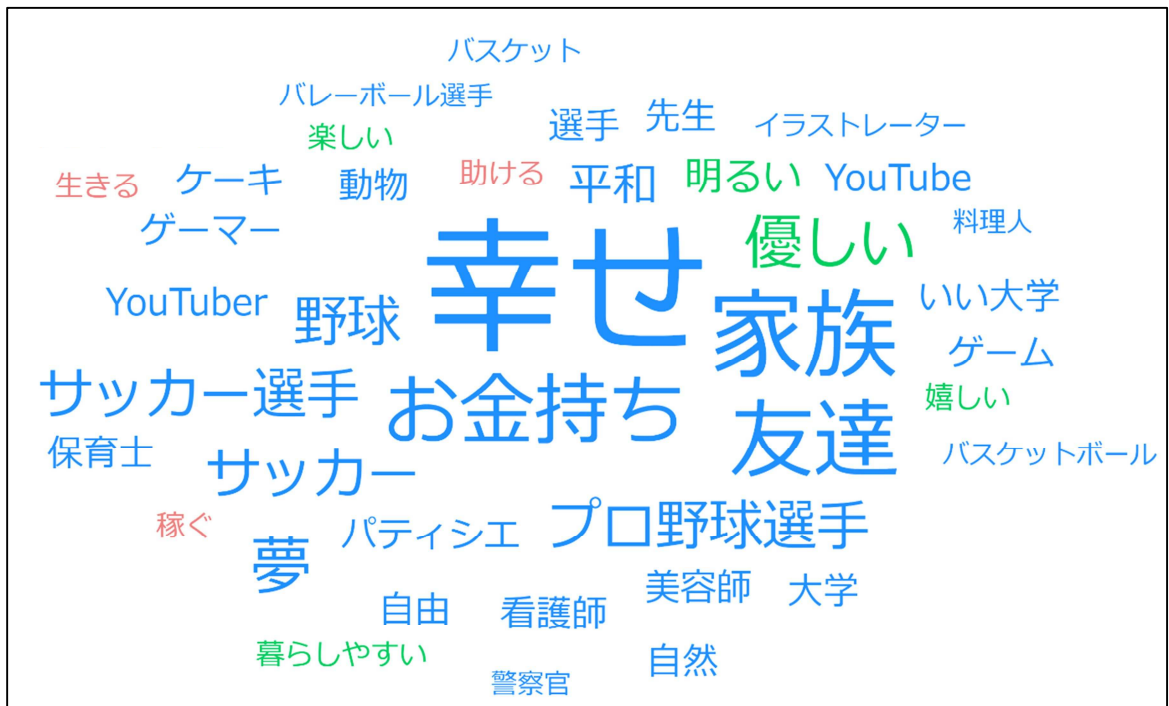 バスケット
バレーボール選手
選手
先生
イラストレーター
楽しい
生きる
ケーキ
動物
助ける
平和
明るい
YouTube
ゲーマー
幸せ
優しい
料理人
YouTuber
野球
家族
いい大学
ゲーム
サッカー選手
お金持ち
友達
嬉しい
保育士
サッカー
バスケットボール
稼ぐ
夢
パティシエ
プロ野球選手
自由
看護師
美容師
大学
暮らしやすい
警察官
自然